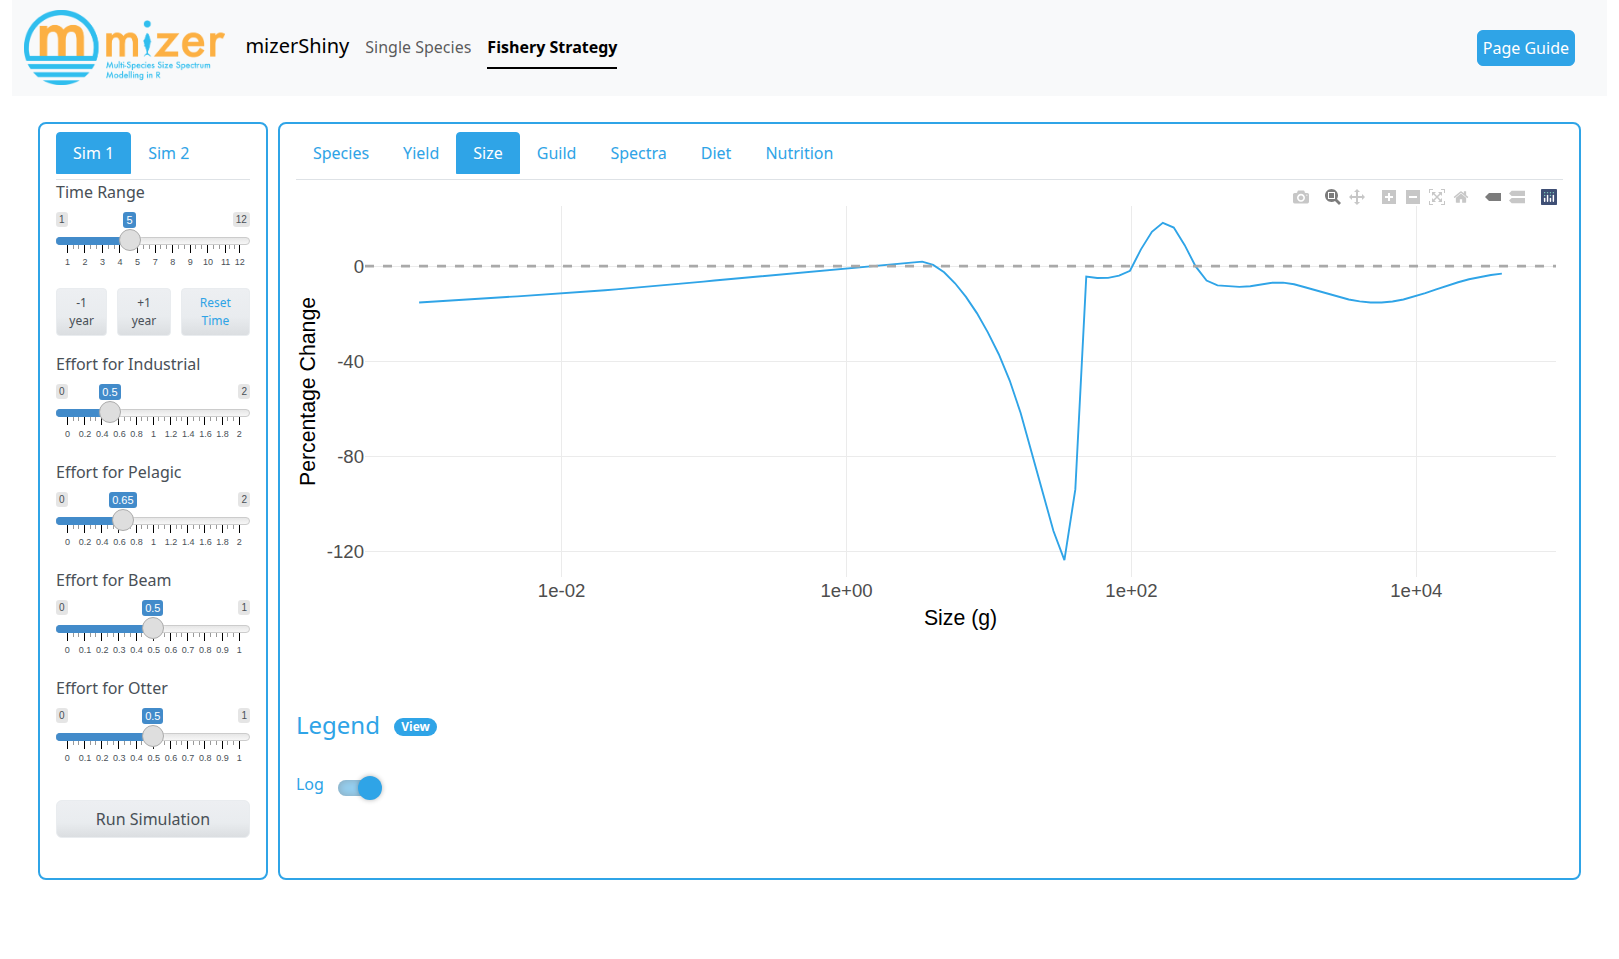 m mizer
Multi-Species Size Spectrum
Modelling in R
mizerShiny Single Species Fishery Strategy Page Guide
Sim 1 Sim 2
Time Range
1 5 12
1 2 3 4 5 7 8 9 10 11 12
-1 year +1 year Reset Time
Effort for Industrial
0 0.5 2
0 0.2 0.4 0.6 0.8 1 1.2 1.4 1.6 1.8 2
Effort for Pelagic
0 0.65 2
0 0.2 0.4 0.6 0.8 1 1.2 1.4 1.6 1.8 2
Effort for Beam
0 0.5 1
0 0.1 0.2 0.3 0.4 0.5 0.6 0.7 0.8 0.9 1
Effort for Otter
0 0.5 1
0 0.1 0.2 0.3 0.4 0.5 0.6 0.7 0.8 0.9 1
Run Simulation
Species Yield Size Guild Spectra Diet Nutrition
Percentage Change
0
-40
-80
-120
1e-02 1e+00 1e+02 1e+04
Size (g)
Legend View
Log